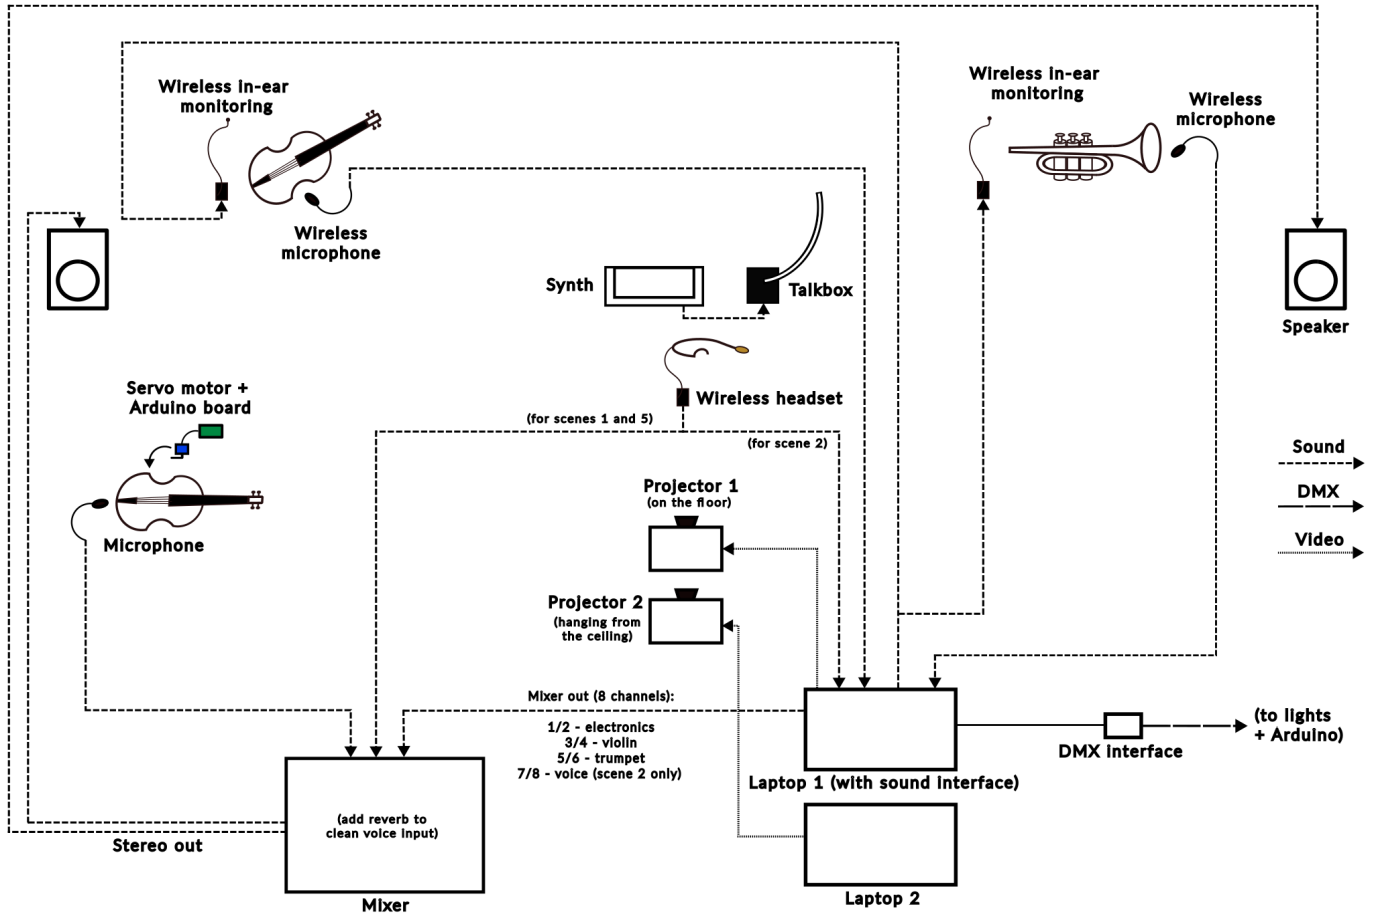 Wireless in-ear
monitoring
Wireless
microphone
Wireless in-ear
monitoring
Wireless
microphone
Synth
Talkbox
Speaker
Servo motor +
Arduino board
Wireless headset
(for scenes 1 and 5)
(for scene 2)
Microphone
Projector 1
(on the floor)
Projector 2
(hanging from
the ceiling)
Sound
DMX
Video
Mixer out (8 channels):
1/2 - electronics
3/4 - violin
5/6 - trumpet
7/8 - voice (scene 2 only)
(to lights
+ Arduino)
DMX interface
Laptop 1 (with sound interface)
(add reverb to
clean voice input)
Stereo out
Mixer
Laptop 2